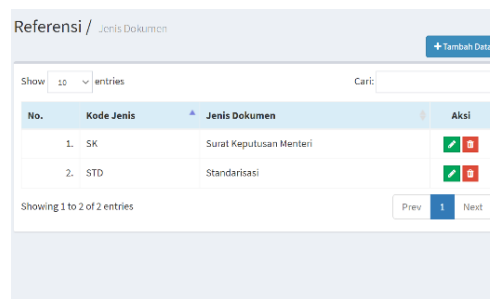 Referensi / Jenis Dokumen
+ Tambah Data
Show 10 entries Cari:
No. Kode Jenis Jenis Dokumen Aksi
1. SK Surat Keputusan Menteri
2. STD Standarisasi
Showing 1 to 2 of 2 entries Prev 1 Next